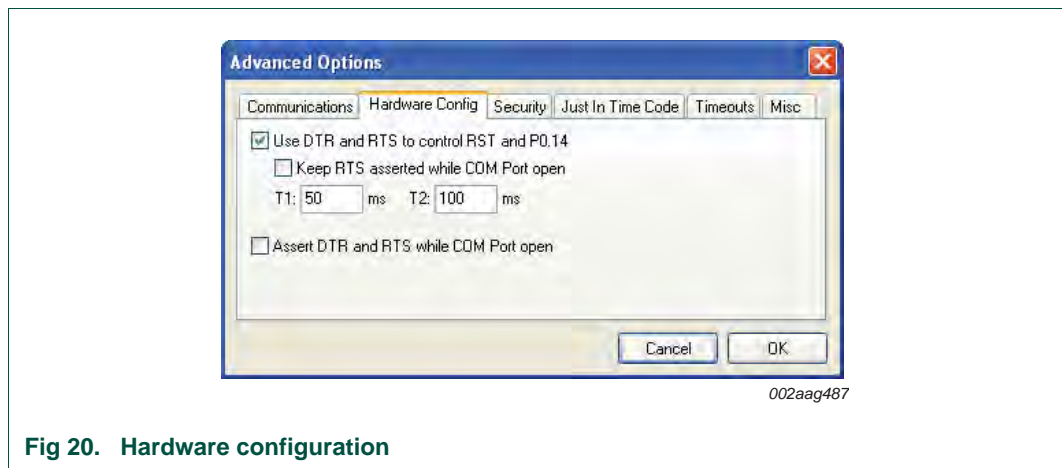 Advanced Options
Communications Hardware Config Security Just In Time Code Timeouts Misc
Use DTR and RTS to control RST and P0.14
Keep RTS asserted while COM Port open
T1: 50 ms T2: 100 ms
Assert DTR and RTS while COM Port open
Cancel OK
002aag487
Fig 20. Hardware configuration